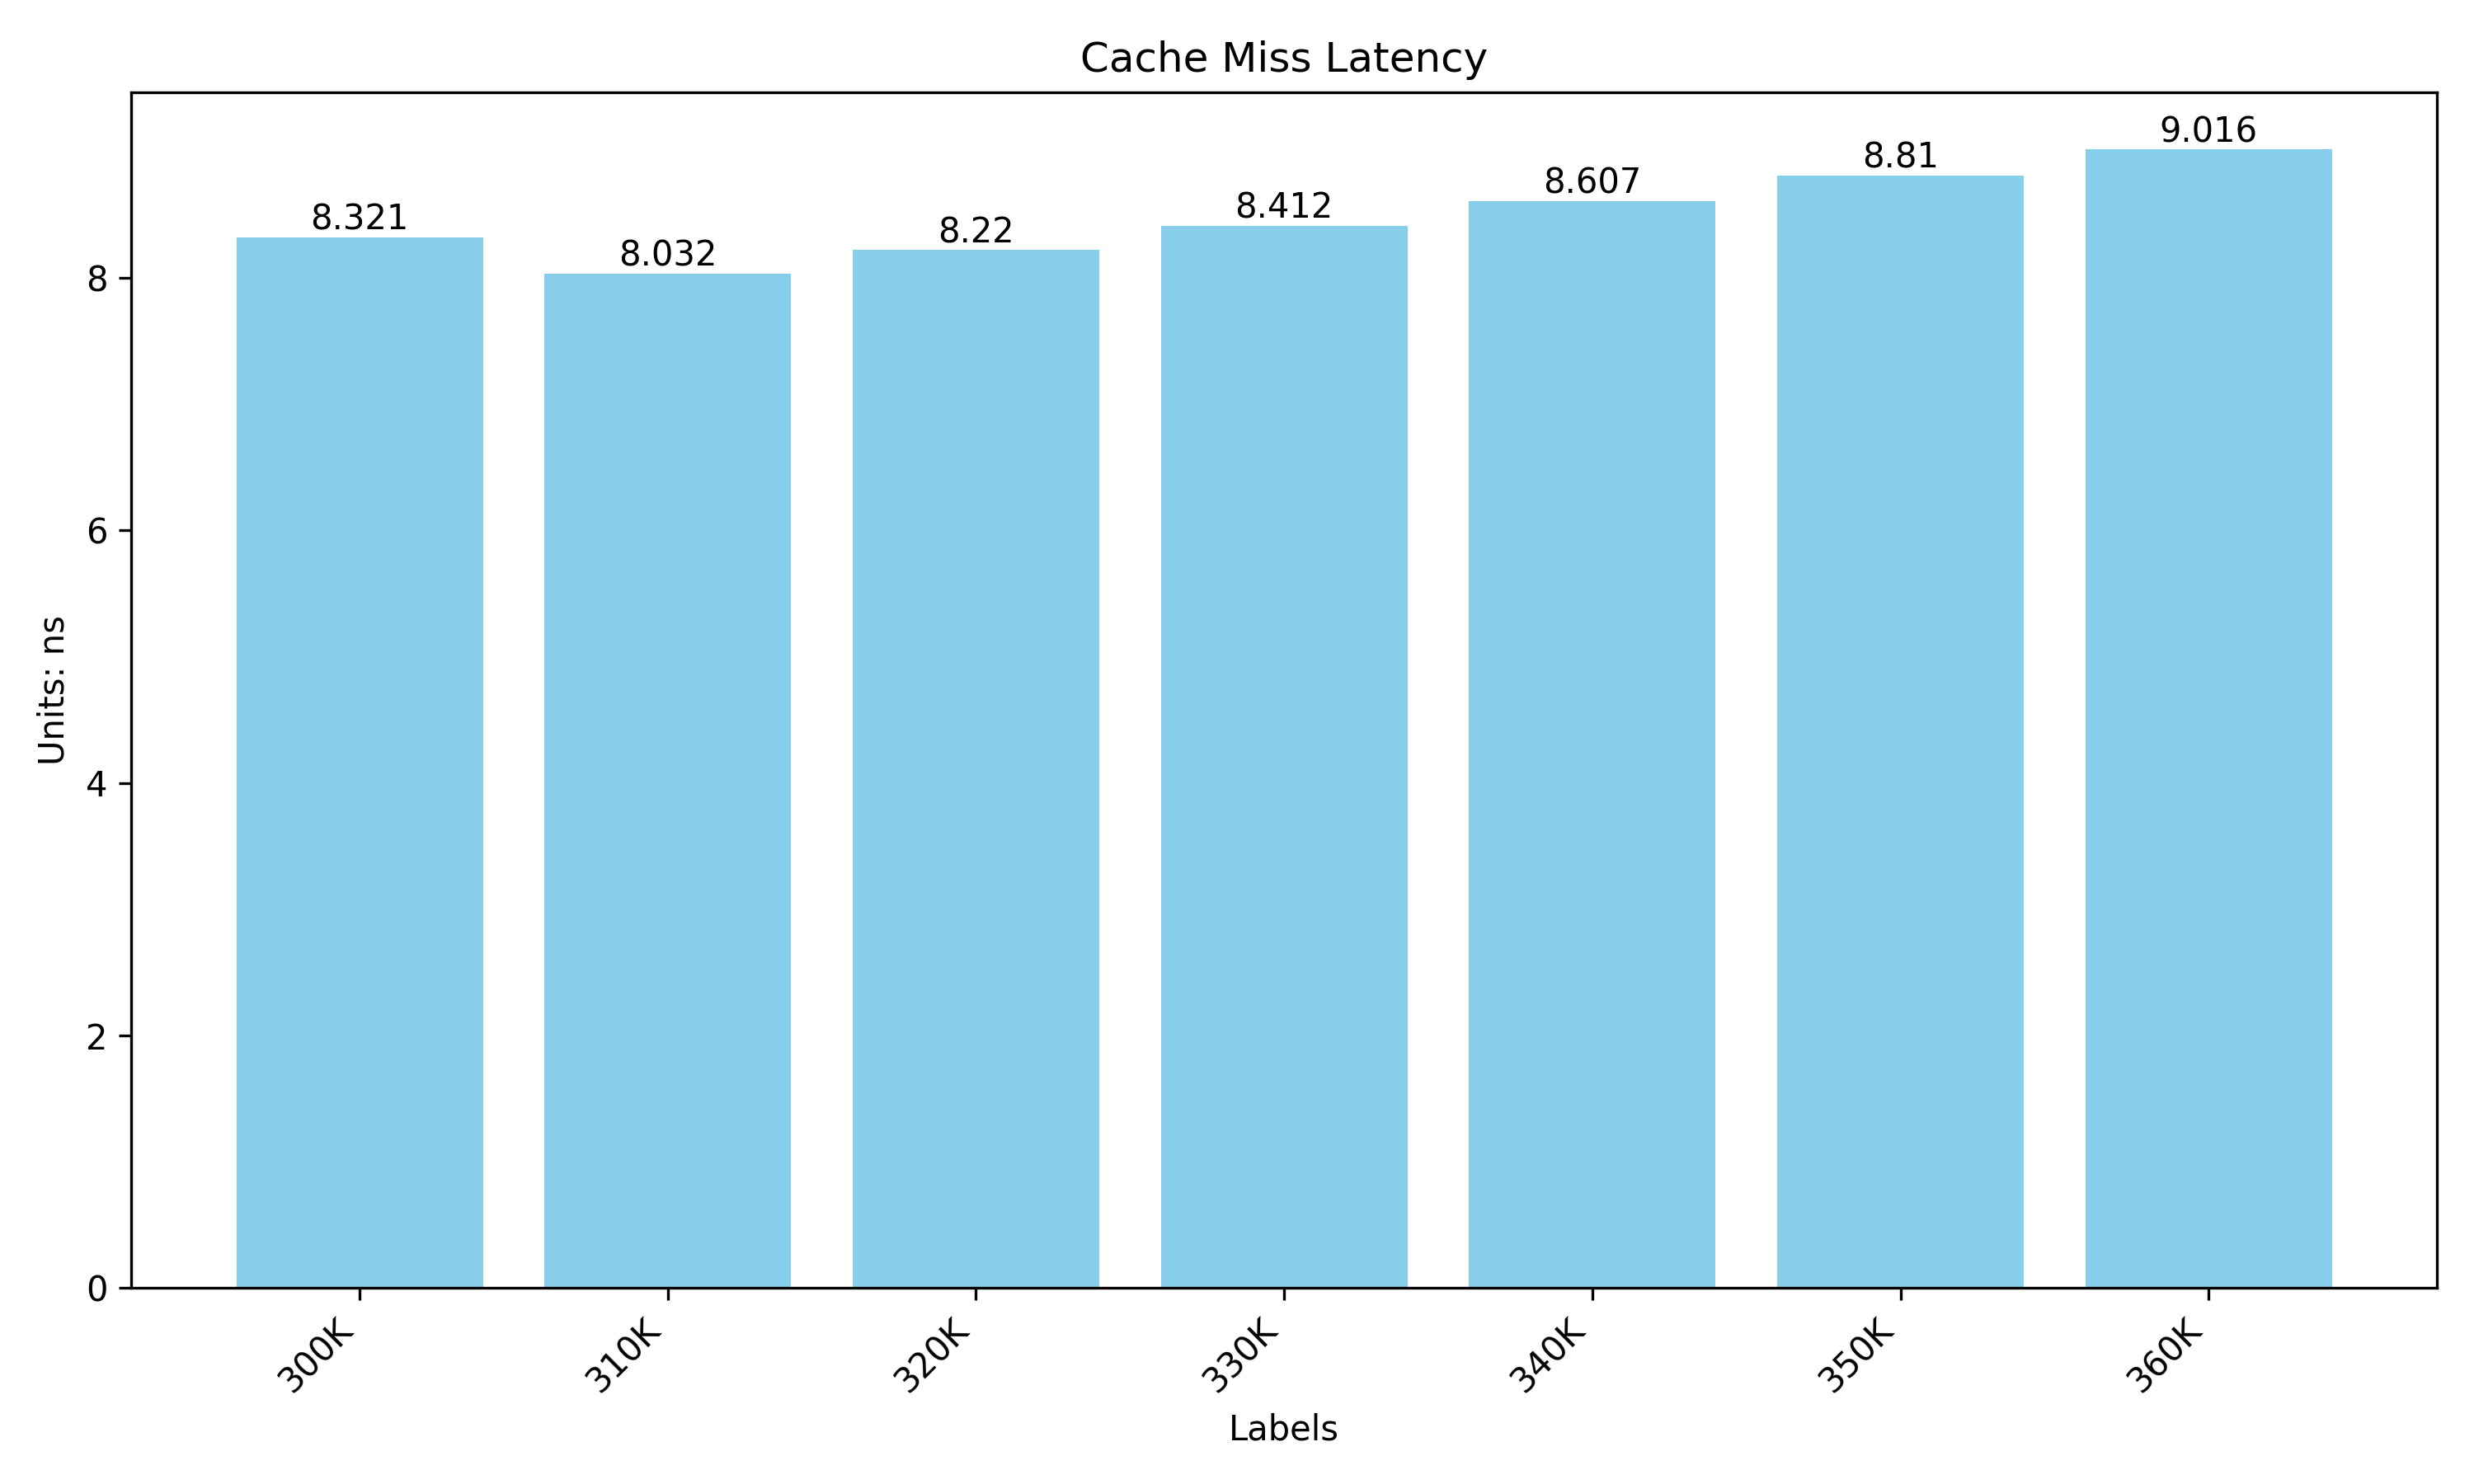 Cache Miss Latency
8.321
8.032
8.22
8.412
8.607
8.81
9.016
8
6
4
2
0
Units: ns
300K
310K
320K
330K
340K
350K
360K
Labels